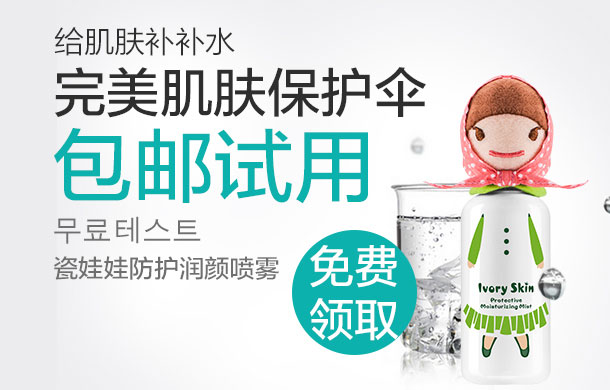 给肌肤补补水
完美肌肤保护伞
包邮试用
무료테스트
瓷娃娃防护润颜喷雾
免费
领取
Ivory Skin
Protective
Moisturizing Mist